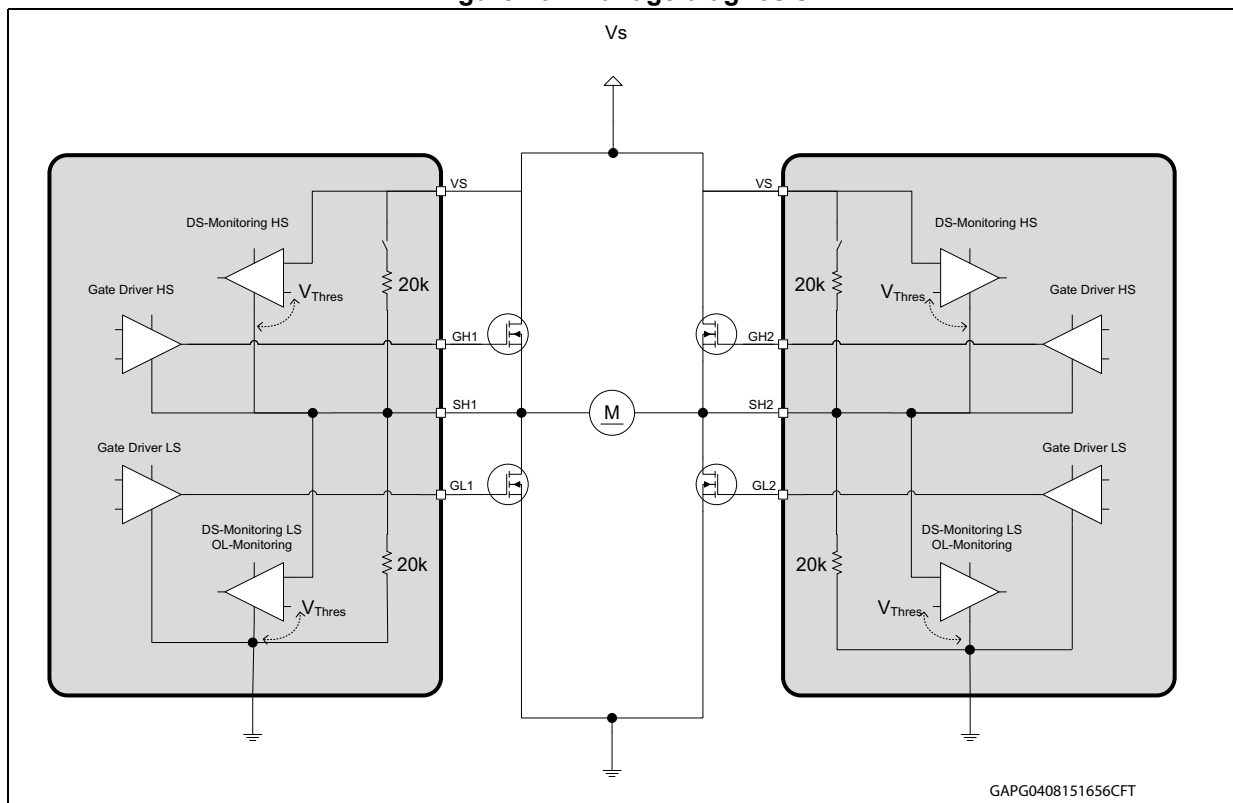 Vs
VS
VS
DS-Monitoring HS
DS-Monitoring HS
20k
20k
VThres
VThres
Gate Driver HS
Gate Driver HS
GH1
GH2
SH1
M
SH2
Gate Driver LS
Gate Driver LS
GL1
GL2
DS-Monitoring LS
OL-Monitoring
DS-Monitoring LS
OL-Monitoring
20k
20k
VThres
VThres
GAPG0408151656CFT